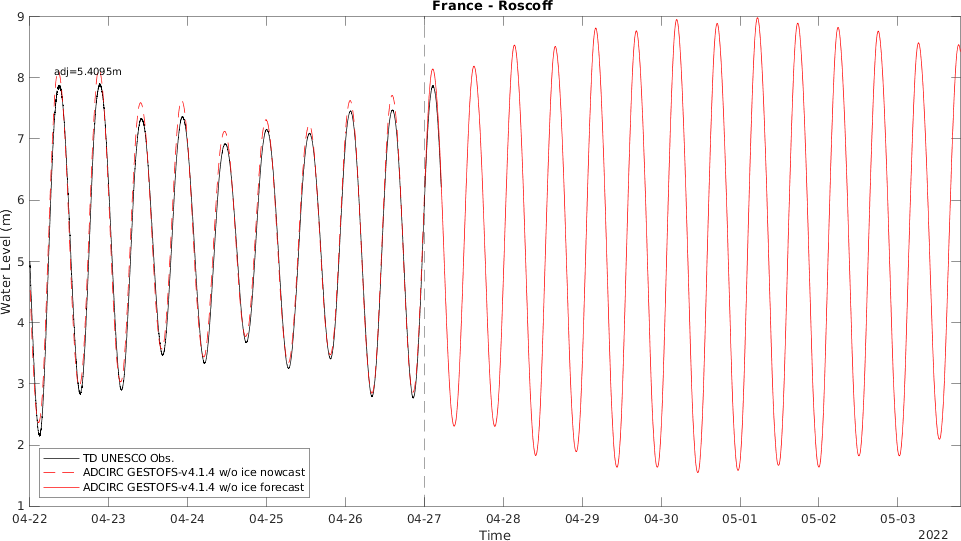 France - Roscoff
adj=5.4095m
9
8
7
6
5
4
3
2
1
Water Level (m)
TD UNESCO Obs.
ADCIRC GESTOFS-v4.1.4 w/o ice nowcast
ADCIRC GESTOFS-v4.1.4 w/o ice forecast
04-22 04-23 04-24 04-25 04-26 04-27 04-28 04-29 04-30 05-01 05-02 05-03
Time
2022